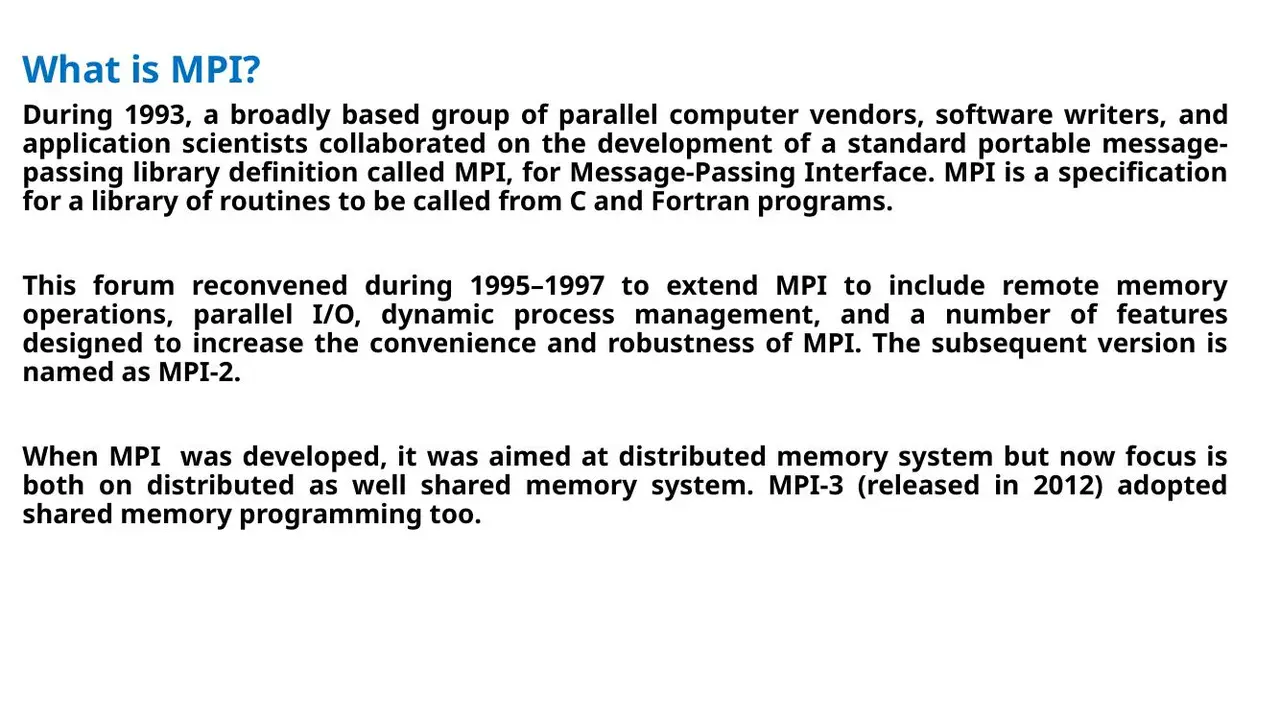 What is MPI?
During 1993, a broadly based group of parallel computer vendors, software writers, and
application scientists collaborated on the development of a standard portable message-
passing library definition called MPI, for Message-Passing Interface. MPI is a specification
for a library of routines to be called from C and Fortran programs.
This forum reconvened during 1995–1997 to extend MPI to include remote memory
operations, parallel I/O, dynamic process management, and a number of features
designed to increase the convenience and robustness of MPI. The subsequent version is
named as MPI-2.
When MPI  was developed, it was aimed at distributed memory system but now focus is
both on distributed as well shared memory system. MPI-3 (released in 2012) adopted
shared memory programming too.